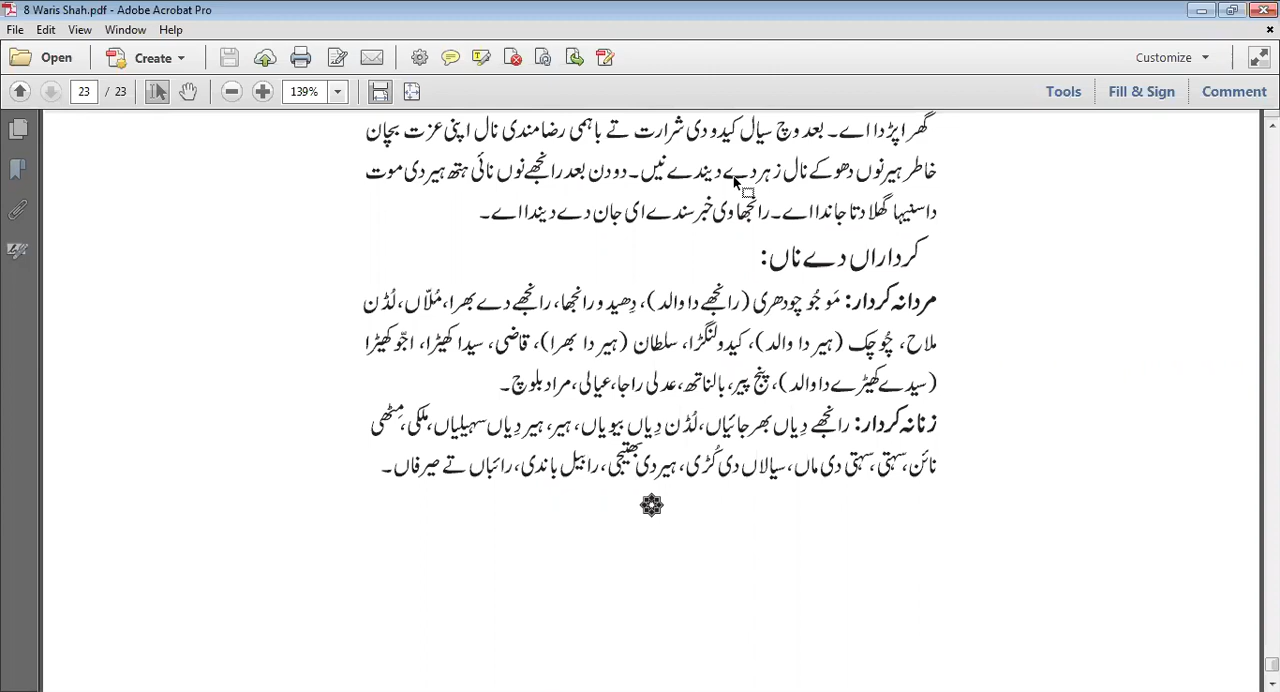 8 Waris Shah.pdf - Adobe Acrobat Pro
File Edit View Window Help
Open Create Customize
23 / 23 139% Tools Fill & Sign Comment
گھر اپڑدا اے۔ بعد وچ سیال کیدو دی شرارت تے باہمی رضامندی نال اپنی عزت بچان
خاطر ہیر نوں دھوکے نال زہر دے دیندے نیں۔ دو دن بعد رانجھے نوں نائی ہتھ ہیر دی موت
دا سنیہا گھلا دتا جاندا اے۔ رانجھا وی خبر سندے ای جان دے دیندا اے۔
کرداراں دے ناں:
مردانہ کردار: مَوجُو چودھری (رانجھے دا والد)، دِھیدو رانجھا، رانجھے دے بھرا، مُلّاں، لُڈن
ملاح، چُوچک (ہیر دا والد)، کیدو لنگڑا، سلطان (ہیر دا بھرا)، قاضی، سیدا کھیڑا، اجّو کھیڑا
(سیدے کھیڑے دا والد)، پنج پیر، بالناتھ، عدلی راجا، عیالی، مراد بلوچ۔
زنانہ کردار: رانجھے دِیاں بھرجائیاں، لُڈن دِیاں بیویاں، ہیر، ہیر دِیاں سہیلیاں، ملکی، مِٹھی
نائن، سہتی، سہتی دی ماں، سیالاں دی کُڑی، ہیر دی بھتیجی، رابیل باندی، رائباں تے صیرفاں۔